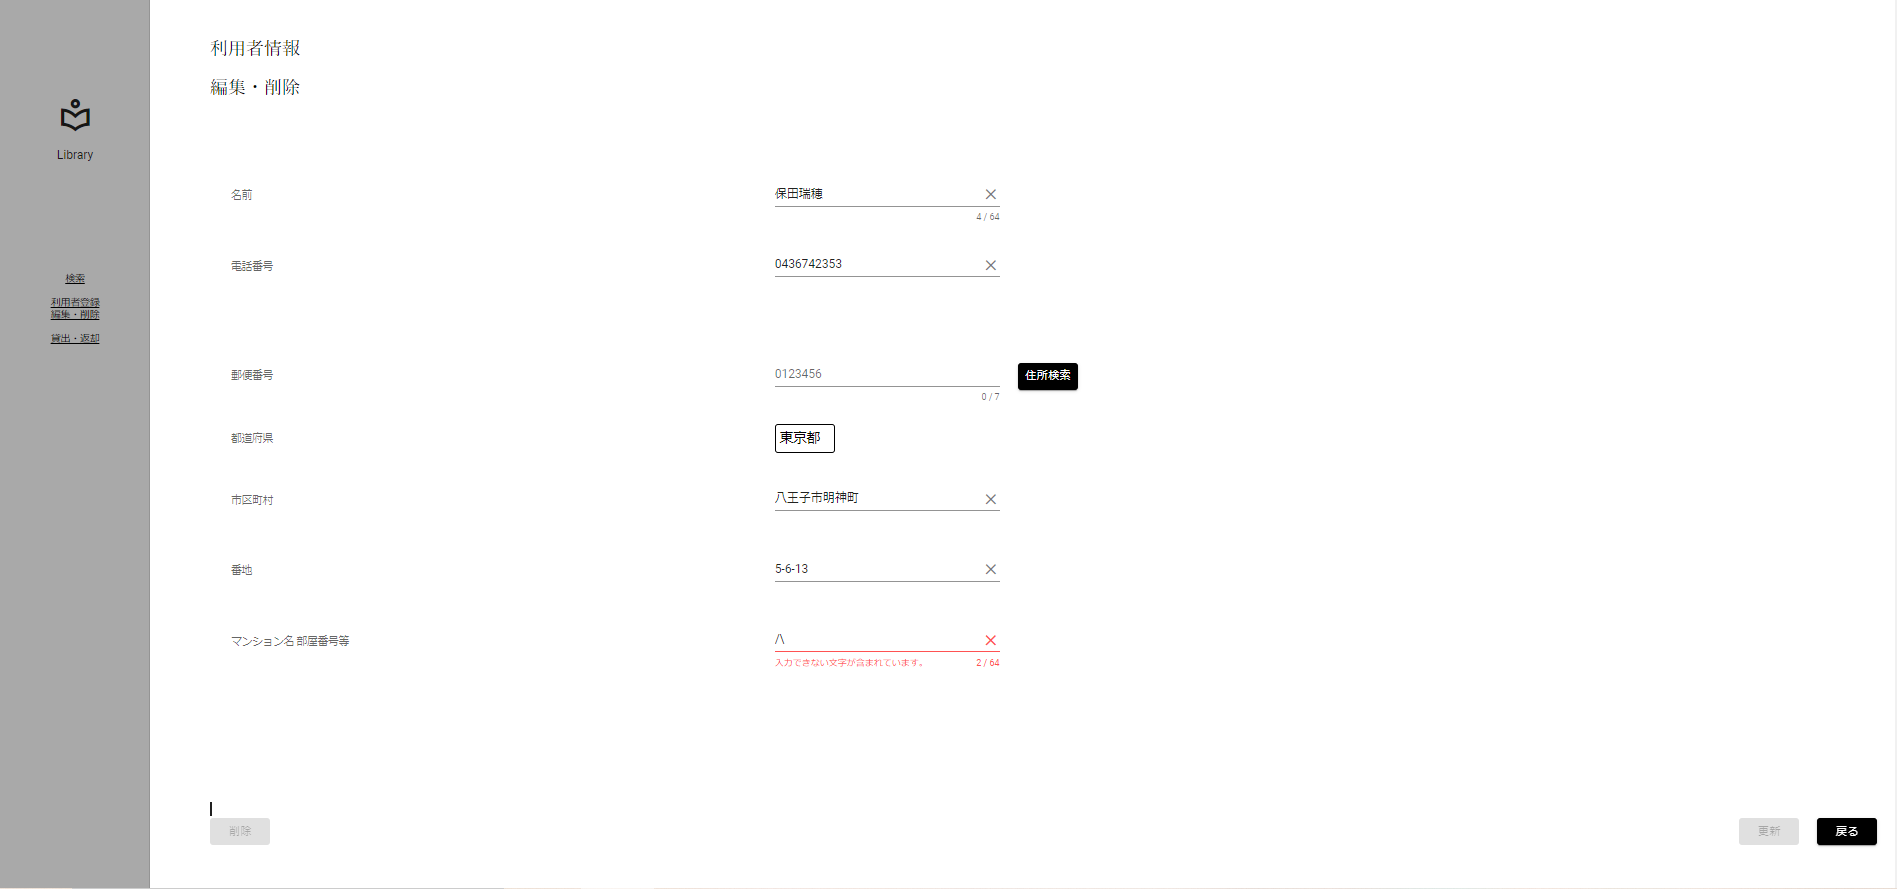 利用者情報
編集・削除
Library
検索
利用者登録
編集・削除
貸出・返却
名前
保田瑞穂
4 / 64
電話番号
0436742353
郵便番号
0123456
住所検索
0 / 7
都道府県
東京都
市区町村
八王子市明神町
番地
5-6-13
マンション名 部屋番号等
/\
入力できない文字が含まれています。
2 / 64
削除
更新
戻る